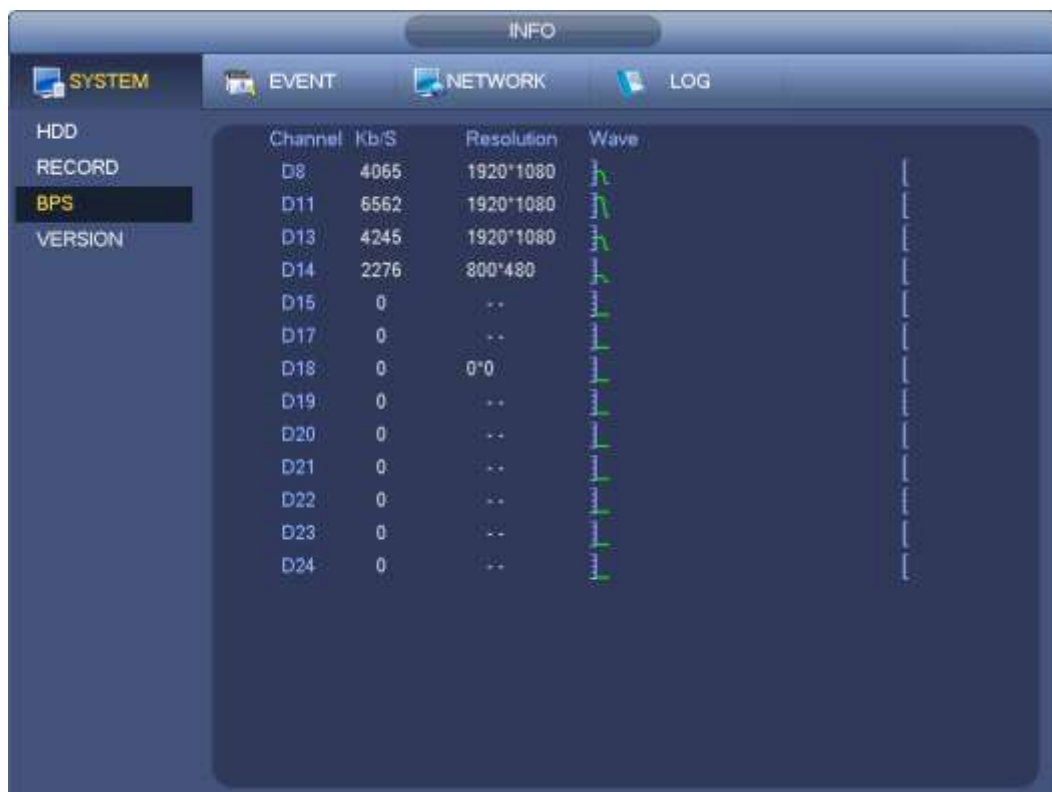 INFO
SYSTEM EVENT NETWORK LOG
HDD
RECORD
BPS
VERSION
Channel Kb/S Resolution Wave
D8 4065 1920*1080
D11 6562 1920*1080
D13 4245 1920*1080
D14 2276 800*480
D15 0 - -
D17 0 - -
D18 0 0*0
D19 0 - -
D20 0 - -
D21 0 - -
D22 0 - -
D23 0 - -
D24 0 - -